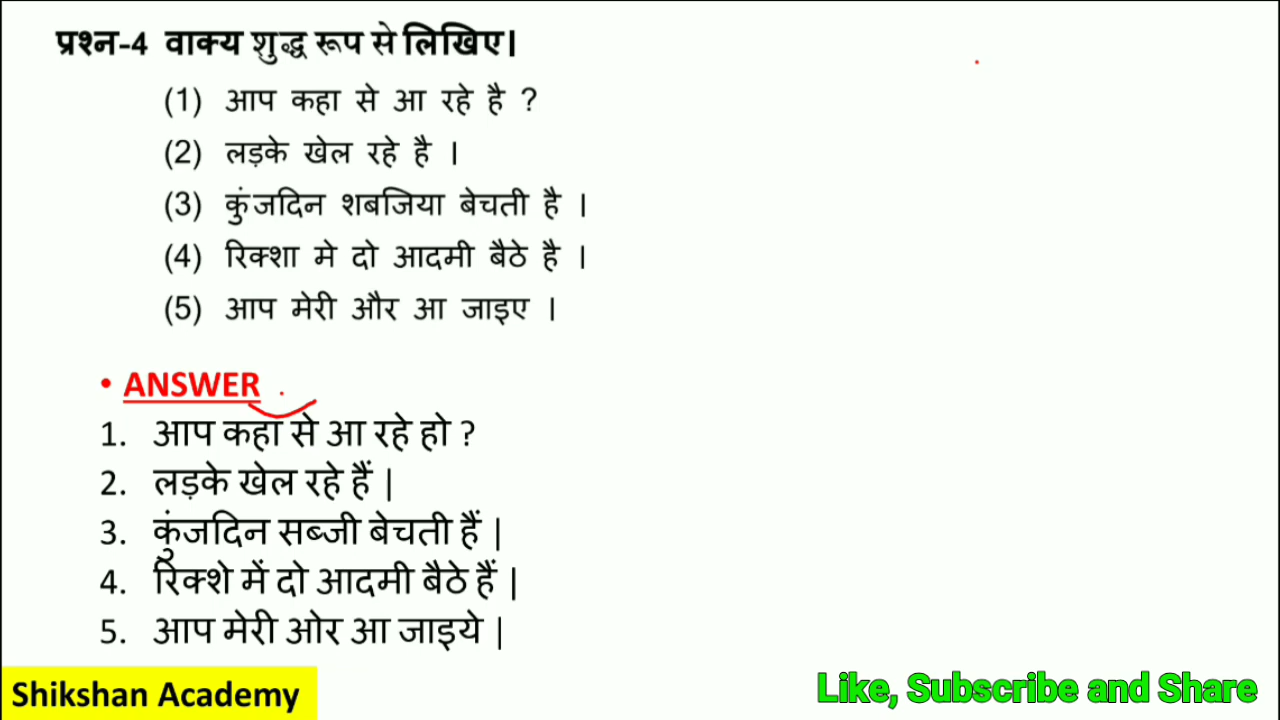 प्रश्न-4 वाक्य शुद्ध रूप से लिखिए।
(1) आप कहा से आ रहे है ?
(2) लड़के खेल रहे है ।
(3) कुंजदिन शबजिया बेचती है ।
(4) रिक्शा मे दो आदमी बैठे है ।
(5) आप मेरी और आ जाइए ।
• ANSWER
1. आप कहा से आ रहे हो ?
2. लड़के खेल रहे हैं |
3. कुंजदिन सब्जी बेचती हैं |
4. रिक्शे में दो आदमी बैठे हैं |
5. आप मेरी ओर आ जाइये |
Shikshan Academy
Like, Subscribe and Share